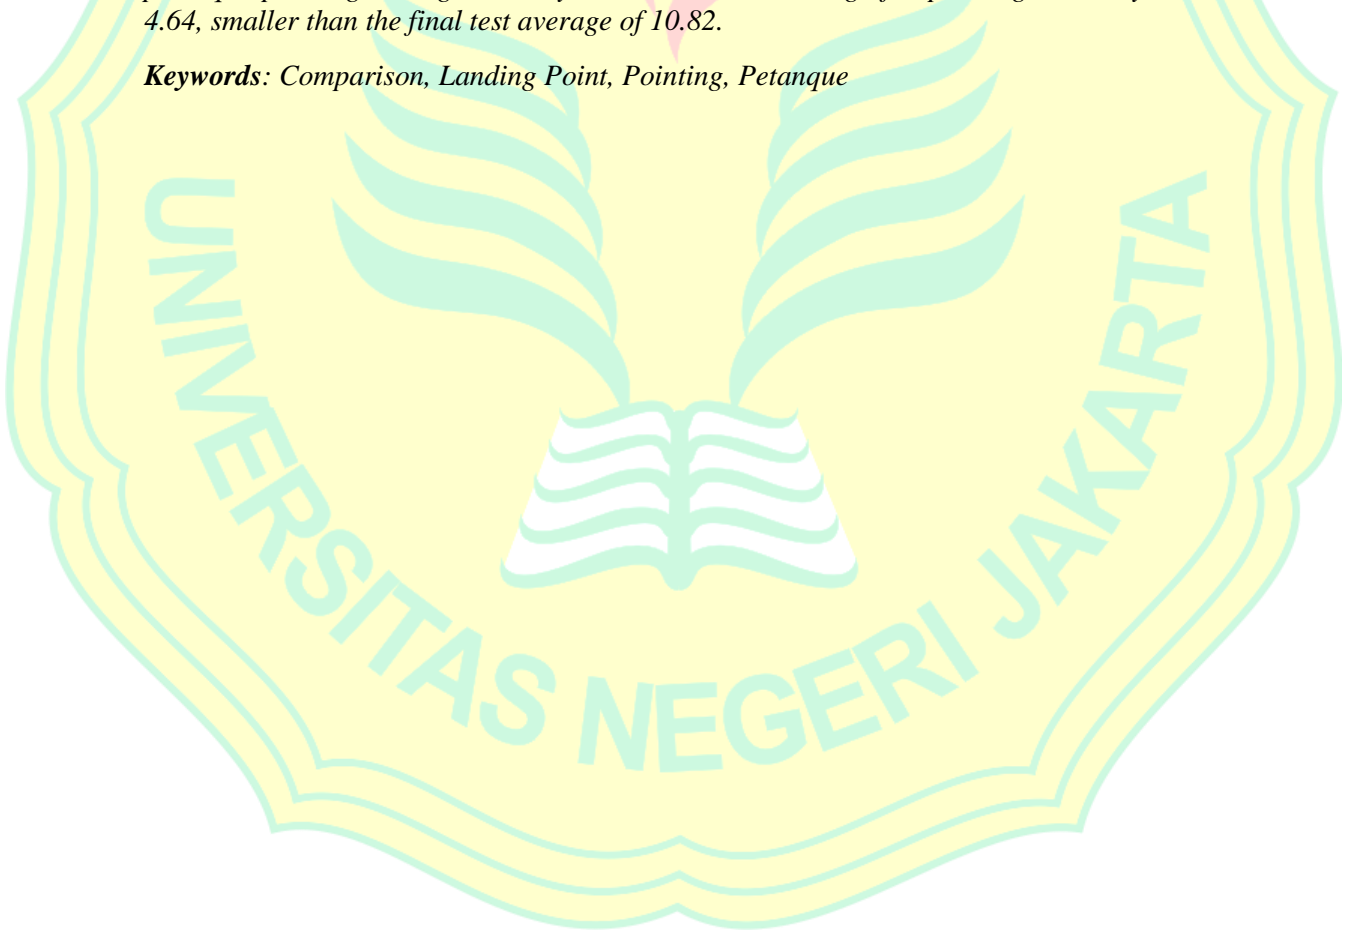 4.64, smaller than the final test average of 10.82.
Keywords: Comparison, Landing Point, Pointing, Petanque
UNIVERSITAS NEGERI JAKARTA